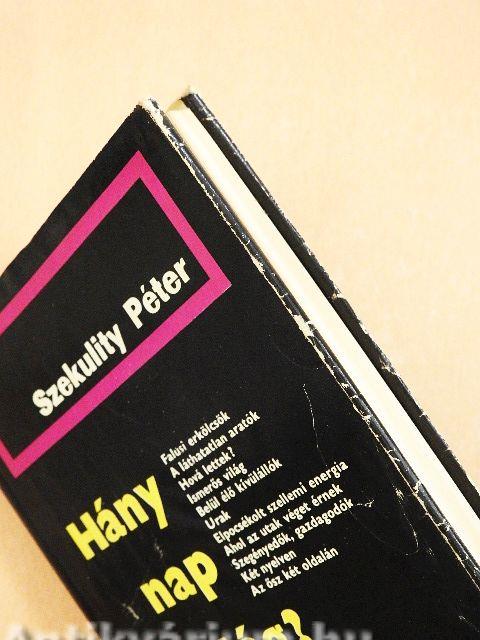 Szekulity Péter
Hány
nap
Falusi erkölcsök
A láthatatlan aratók
Hová lettek?
Ismerős világ
Belül élő kívülállók
Urak
Elpocsékolt szellemi energia
Ahol az utak véget érnek
Szegényedők, gazdagodók
Két nyelven
Az ősz két oldalán